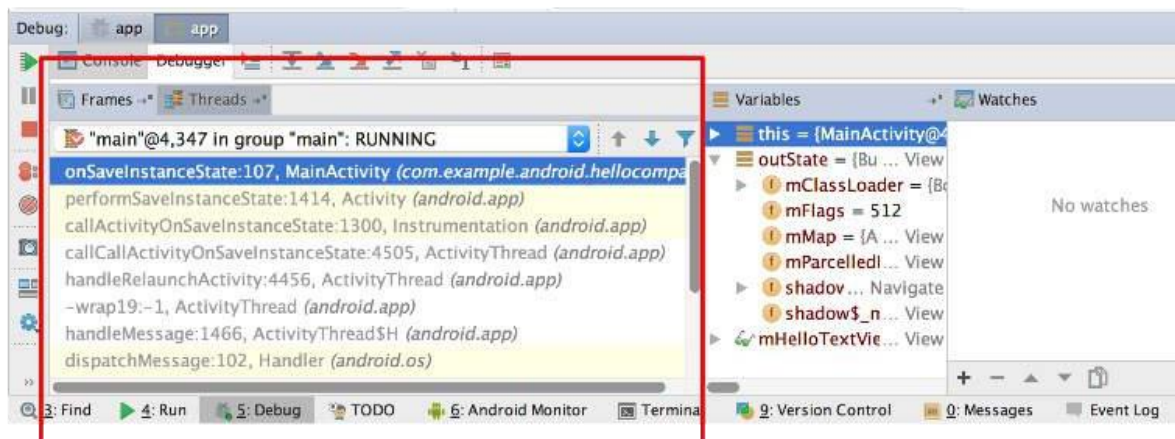 Debug: app app
Console Debugger
Frames Threads
Variables
Watches
"main"@4,347 in group "main": RUNNING
this = {MainActivity@4
onSaveInstanceState:107, MainActivity (com.example.android.hellocompa
outState = {Bu ... View
performSaveInstanceState:1414, Activity (android.app)
mClassLoader = {Bo
callActivityOnSaveInstanceState:1300, Instrumentation (android.app)
mFlags = 512
No watches
callCallActivityOnSaveInstanceState:4505, ActivityThread (android.app)
mMap = {A ... View
handleRelaunchActivity:4456, ActivityThread (android.app)
mParcelledI... View
-wrap19:-1, ActivityThread (android.app)
shadov... Navigate
handleMessage:1466, ActivityThread$H (android.app)
shadow$_n... View
dispatchMessage:102, Handler (android.os)
mHelloTextVie... View
3: Find 4: Run 5: Debug TODO 6: Android Monitor Termina 9: Version Control 0: Messages Event Log